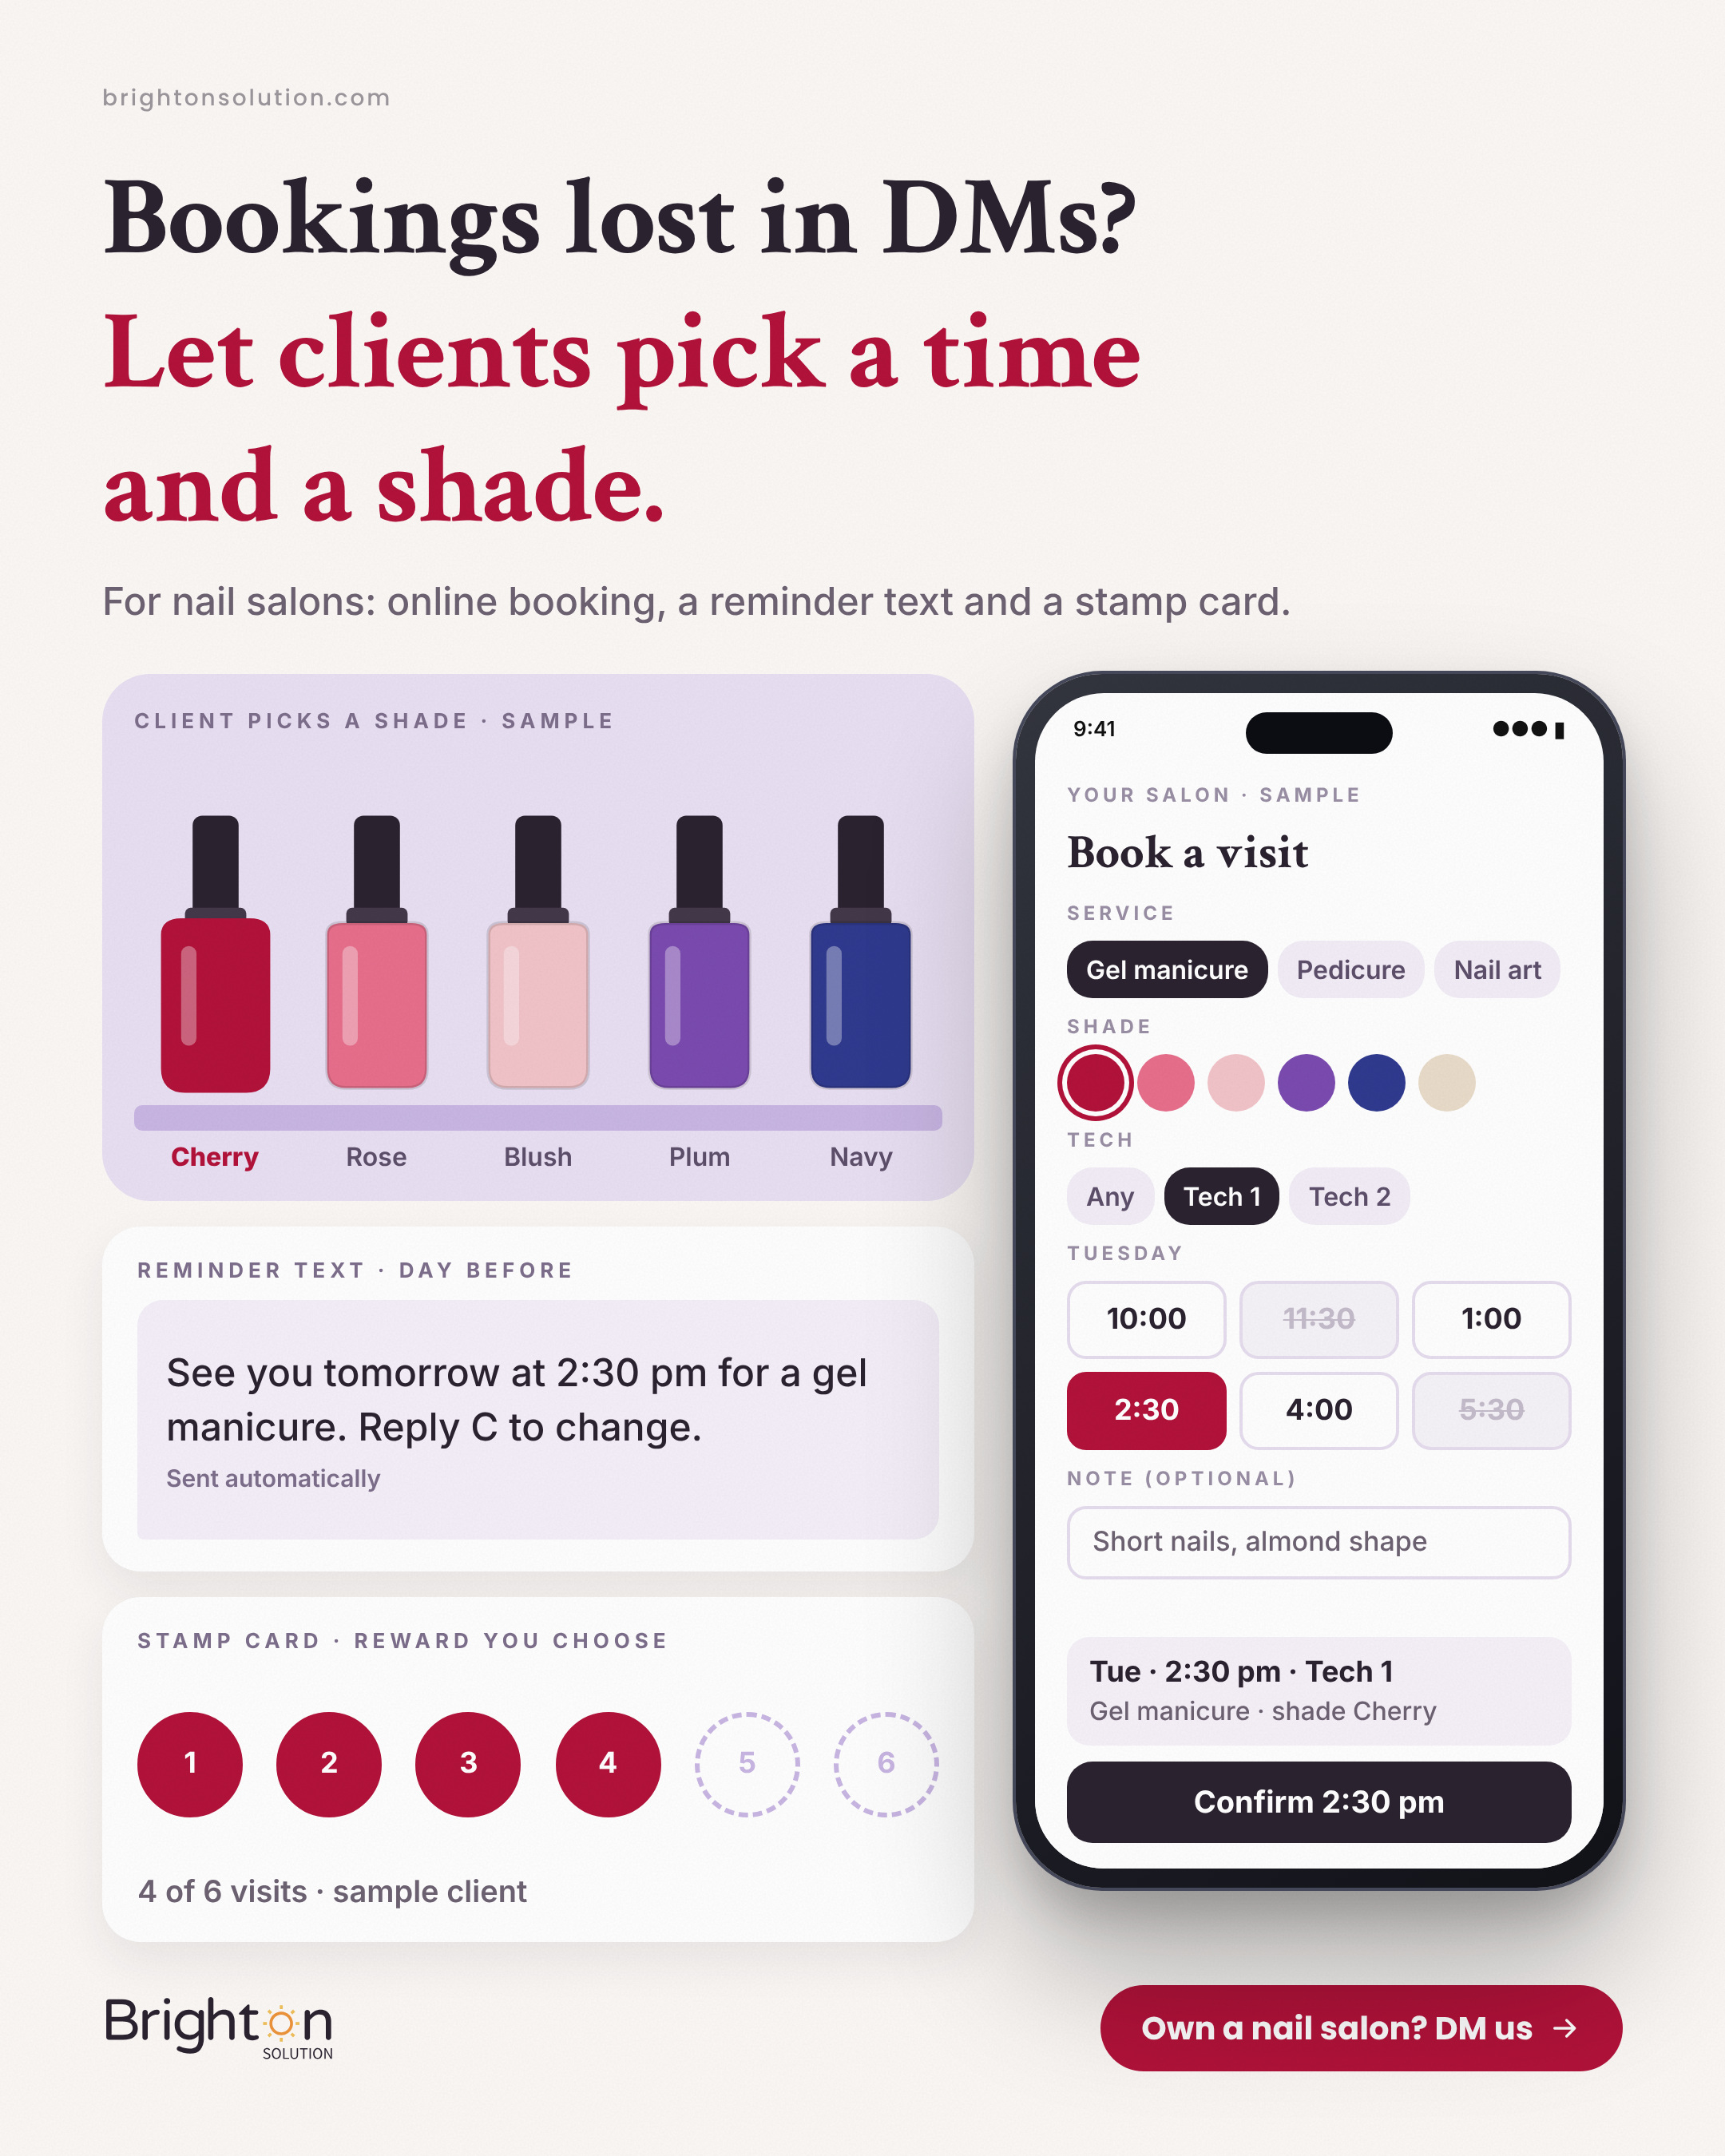 brightonsolution.com
Bookings lost in DMs?
Let clients pick a time
and a shade.
For nail salons: online booking, a reminder text and a stamp card.
CLIENT PICKS A SHADE · SAMPLE
Cherry Rose Blush Plum Navy
REMINDER TEXT · DAY BEFORE
See you tomorrow at 2:30 pm for a gel
manicure. Reply C to change.
Sent automatically
STAMP CARD · REWARD YOU CHOOSE
1 2 3 4 5 6
4 of 6 visits · sample client
9:41
YOUR SALON · SAMPLE
Book a visit
SERVICE
Gel manicure Pedicure Nail art
SHADE
TECH
Any Tech 1 Tech 2
TUESDAY
10:00 11:30 1:00
2:30 4:00 5:30
NOTE (OPTIONAL)
Short nails, almond shape
Tue · 2:30 pm · Tech 1
Gel manicure · shade Cherry
Confirm 2:30 pm
Brighton
SOLUTION
Own a nail salon? DM us →